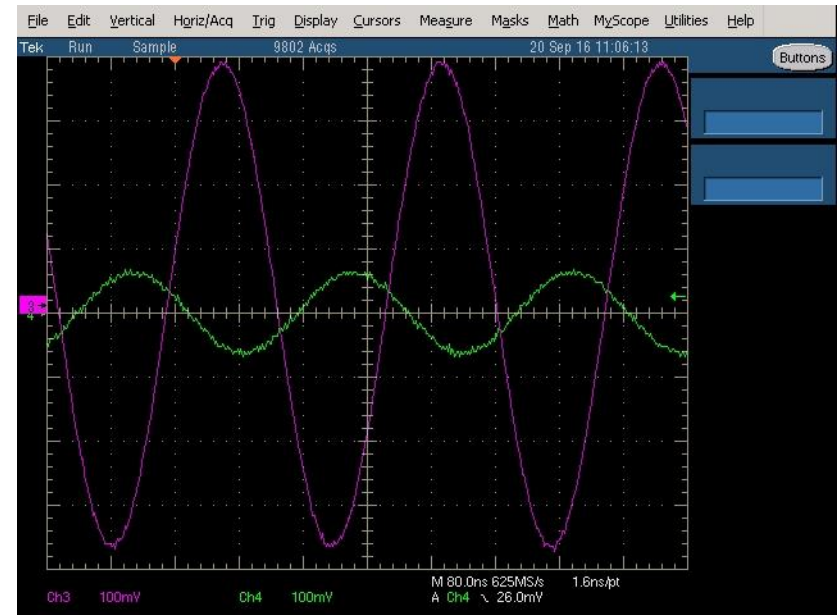 File Edit Vertical Horiz/Acq Trig Display Cursors Measure Masks Math MyScope Utilities Help
Tek Run Sample 9802 Acqs 20 Sep 16 11:06:13
Buttons
3
4
M 80.0ns 625MS/s 1.6ns/pt
Ch3 100mV Ch4 100mV A Ch4 ∖ 26.0mV